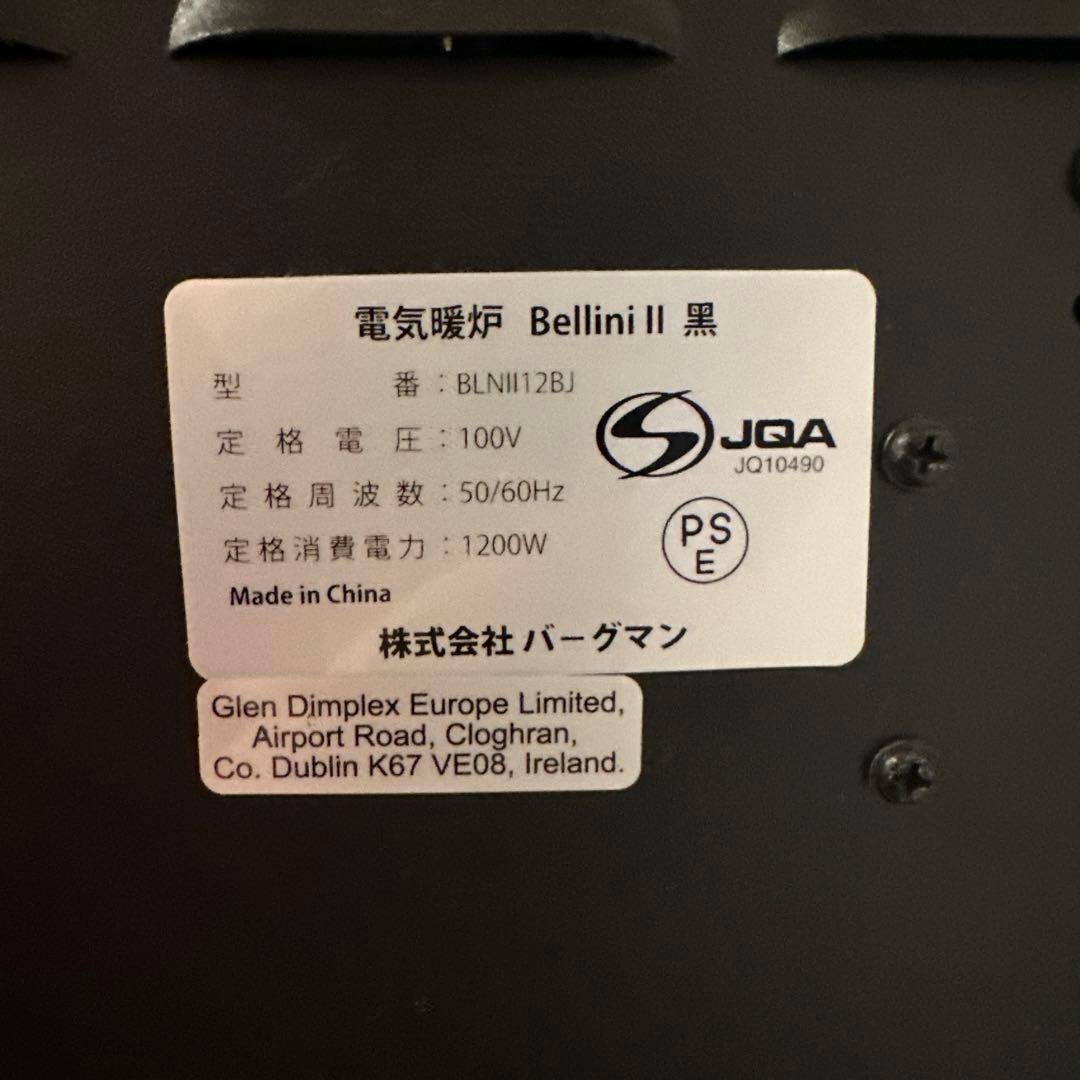 電気暖炉 Bellini II 黒
型番：BLNII12BJ
定格電圧：100V
定格周波数：50/60Hz
定格消費電力：1200W
Made in China
JQA
JQ10490
PS
E
株式会社 バーグマン
Glen Dimplex Europe Limited,
Airport Road, Cloghran,
Co. Dublin K67 VE08, Ireland.